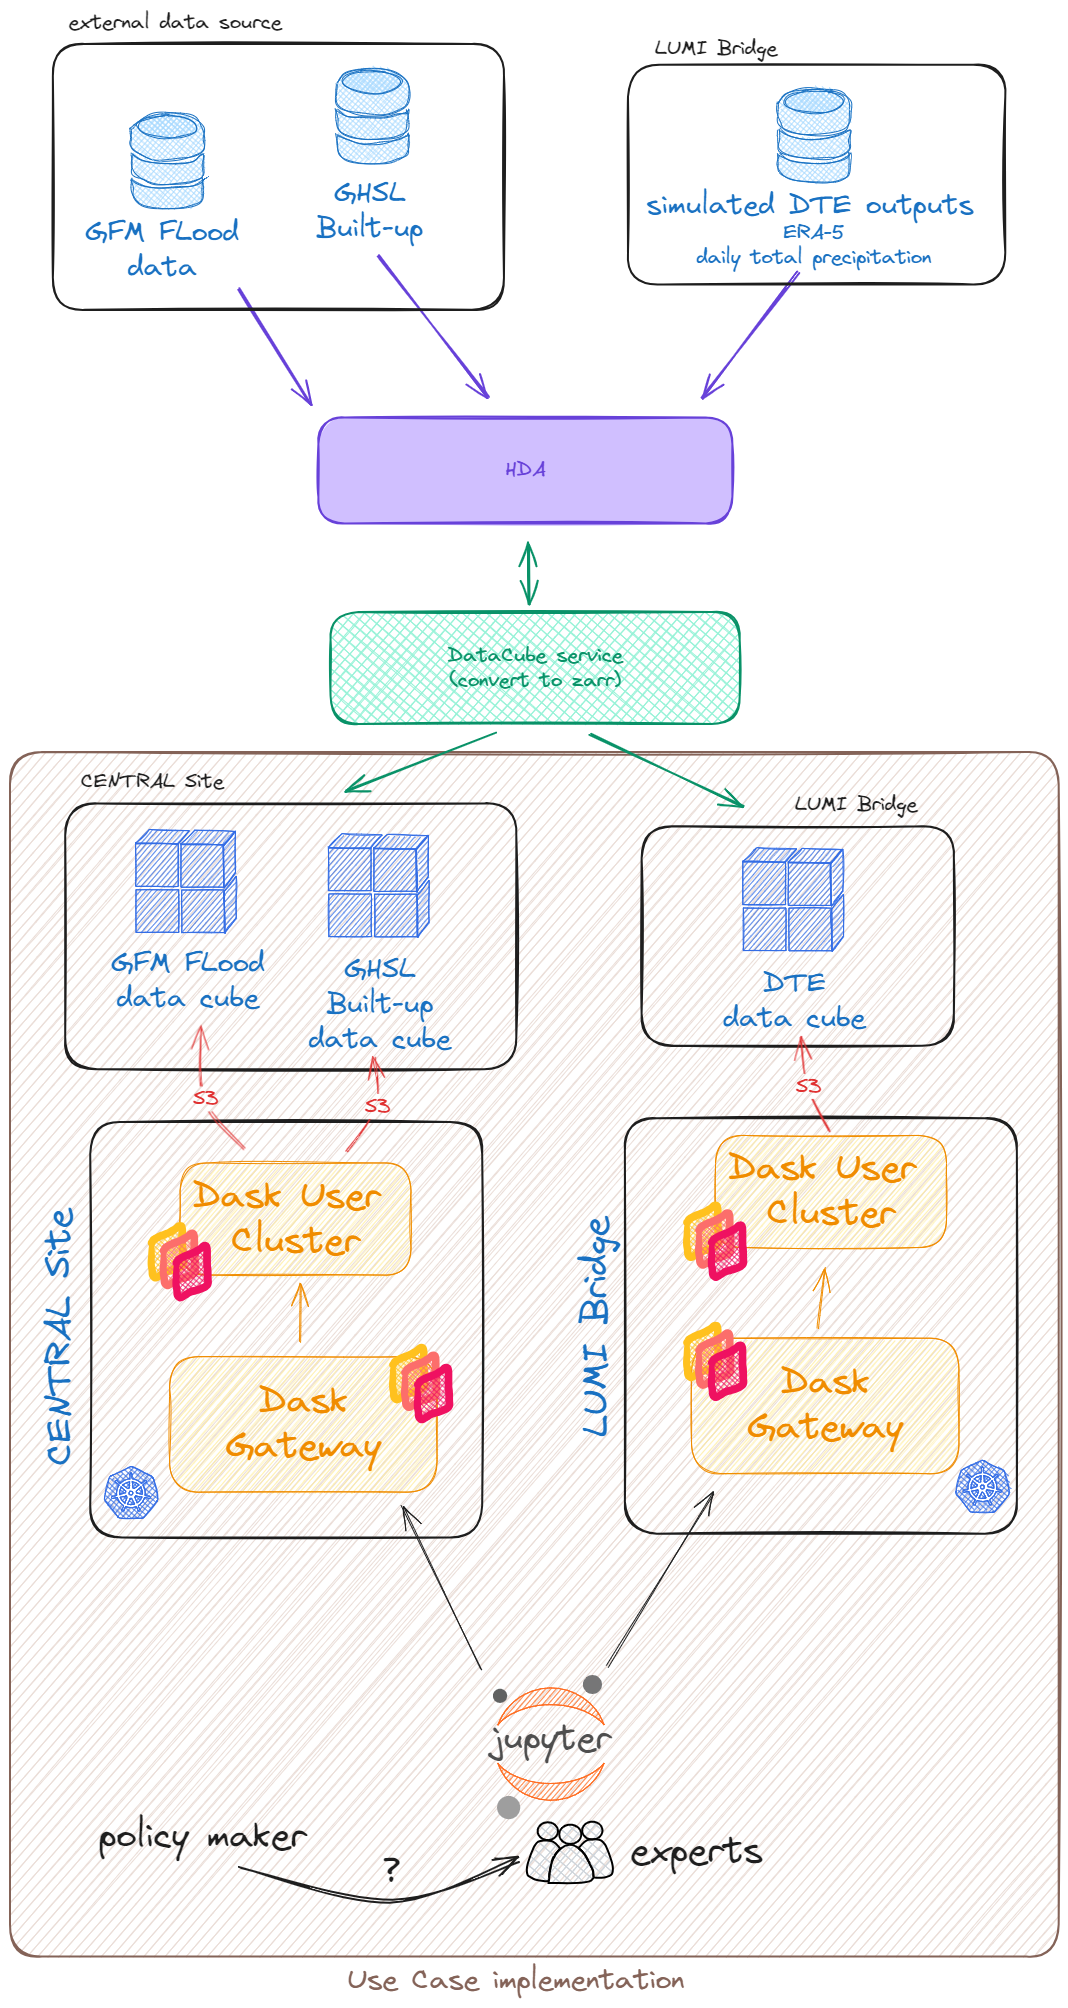 external data source
LUMI Bridge
GFM FLood
data
GHSL
Built-up
simulated DTE outputs
ERA-5
daily total precipitation
HDA
DataCube service
(convert to zarr)
CENTRAL Site
LUMI Bridge
GFM FLood
data cube
GHSL
Built-up
data cube
DTE
data cube
S3
S3
S3
CENTRAL Site
Dask User
Cluster
Dask
Gateway
LUMI Bridge
Dask User
Cluster
Dask
Gateway
jupyter
policy maker
?
experts
Use Case implementation